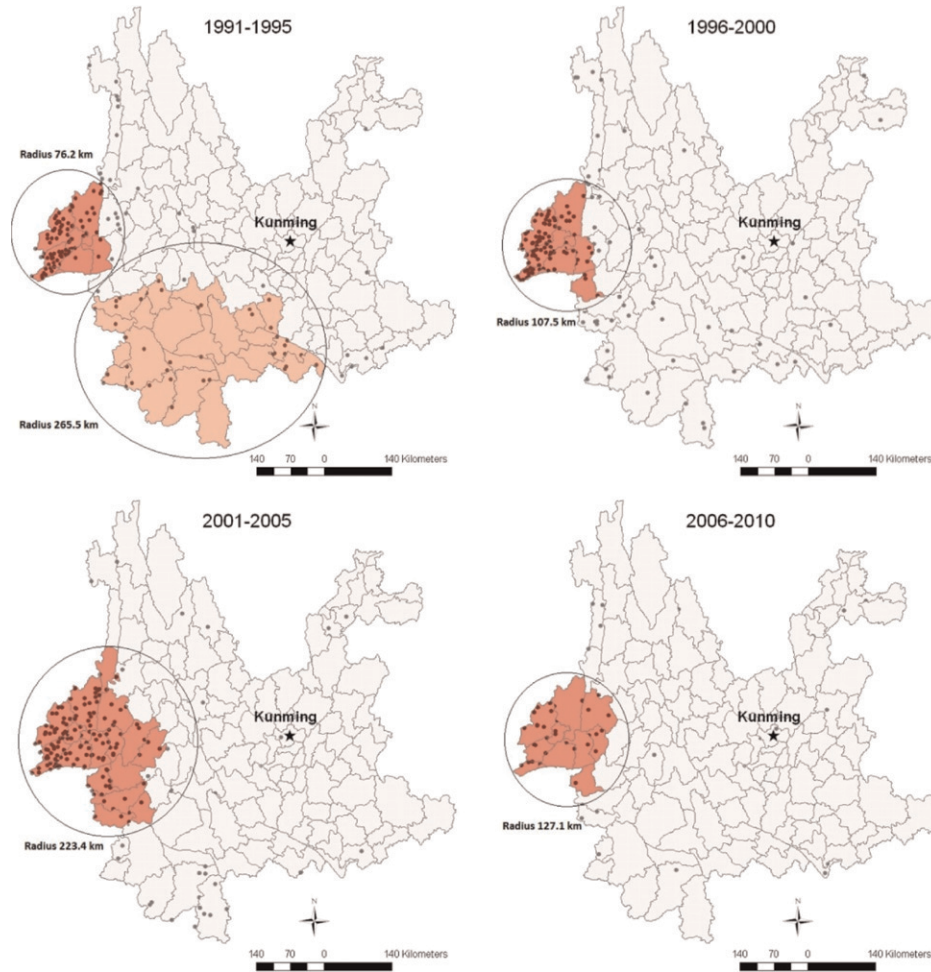 1991-1995
Radius 76.2 km
Kunming
Radius 265.5 km
N
140 70 0 140 Kilometers
1996-2000
Kunming
Radius 107.5 km
N
140 70 0 140 Kilometers
2001-2005
Kunming
Radius 223.4 km
N
140 70 0 140 Kilometers
2006-2010
Kunming
Radius 127.1 km
N
140 70 0 140 Kilometers